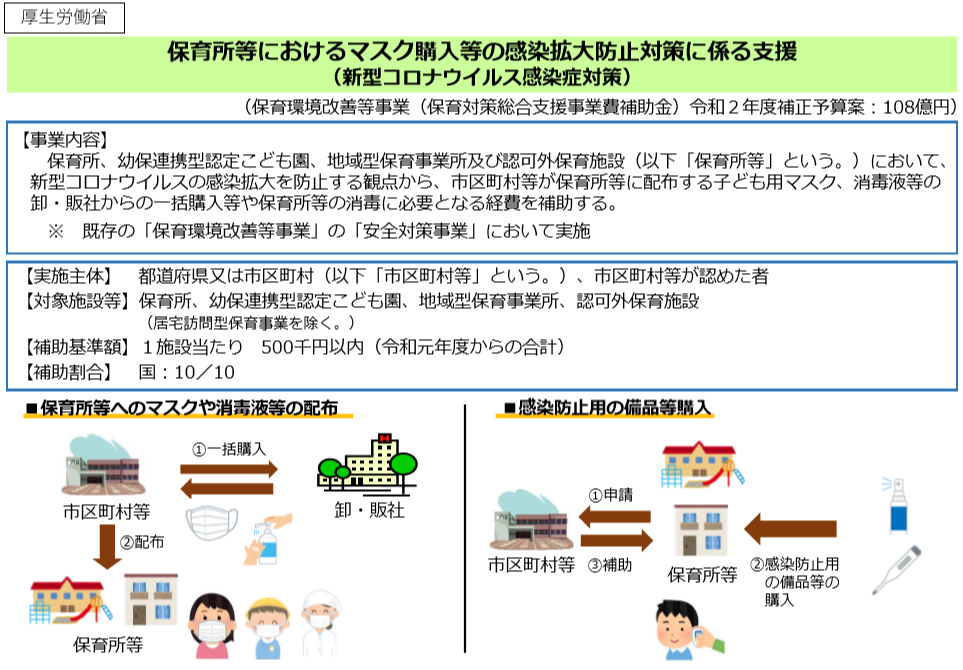 厚生労働省
保育所等におけるマスク購入等の感染拡大防止対策に係る支援
（新型コロナウイルス感染症対策）
（保育環境改善等事業（保育対策総合支援事業費補助金）令和２年度補正予算案：108億円）
【事業内容】
保育所、幼保連携型認定こども園、地域型保育事業所及び認可外保育施設（以下「保育所等」という。）において、
新型コロナウイルスの感染拡大を防止する観点から、市区町村等が保育所等に配布する子ども用マスク、消毒液等の
卸・販社からの一括購入等や保育所等の消毒に必要となる経費を補助する。
※　既存の「保育環境改善等事業」の「安全対策事業」において実施
【実施主体】　都道府県又は市区町村（以下「市区町村等」という。）、市区町村等が認めた者
【対象施設等】保育所、幼保連携型認定こども園、地域型保育事業所、認可外保育施設
（居宅訪問型保育事業を除く。）
【補助基準額】１施設当たり　500千円以内（令和元年度からの合計）
【補助割合】　国：10／10
■保育所等へのマスクや消毒液等の配布
①一括購入
市区町村等
卸・販社
②配布
保育所等
■感染防止用の備品等購入
①申請
市区町村等
③補助
保育所等
②感染防止用
の備品等の
購入